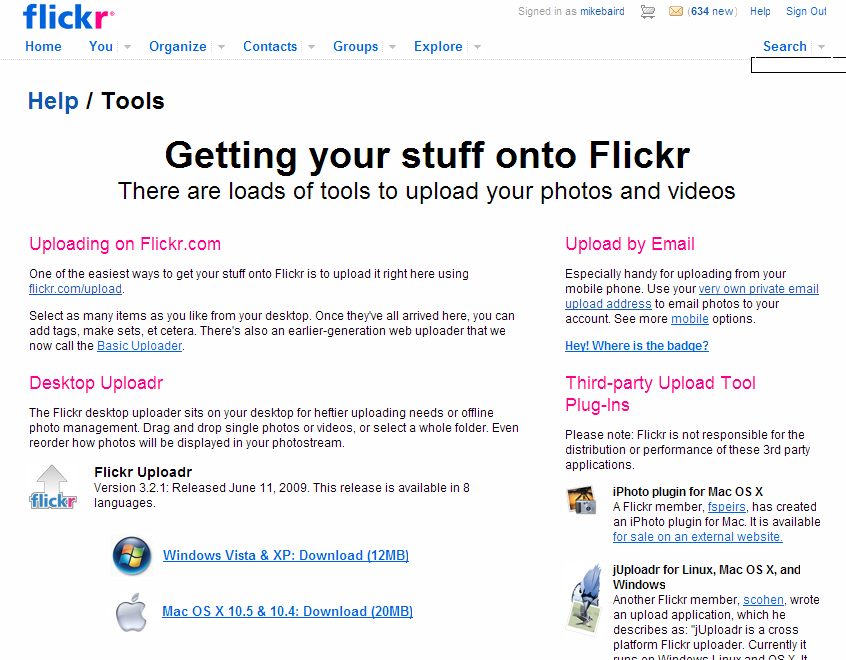 flickr
Signed in as mikebaird (634 new) Help Sign Out
Home You Organize Contacts Groups Explore Search
Help / Tools
Getting your stuff onto Flickr
There are loads of tools to upload your photos and videos
Uploading on Flickr.com
One of the easiest ways to get your stuff onto Flickr is to upload it right here using
flickr.com/upload.
Select as many items as you like from your desktop. Once they've all arrived here, you can
add tags, make sets, et cetera. There's also an earlier-generation web uploader that we
now call the Basic Uploader.
Desktop Uploadr
The Flickr desktop uploader sits on your desktop for heftier uploading needs or offline
photo management. Drag and drop single photos or videos, or select a whole folder. Even
reorder how photos will be displayed in your photostream.
flickr
Flickr Uploadr
Version 3.2.1: Released June 11, 2009. This release is available in 8
languages.
Windows Vista & XP: Download (12MB)
Mac OS X 10.5 & 10.4: Download (20MB)
Upload by Email
Especially handy for uploading from your
mobile phone. Use your very own private email
upload address to email photos to your
account. See more mobile options.
Hey! Where is the badge?
Third-party Upload Tool
Plug-Ins
Please note: Flickr is not responsible for the
distribution or performance of these 3rd party
applications.
iPhoto plugin for Mac OS X
A Flickr member, fspeirs, has created
an iPhoto plugin for Mac. It is available
for sale on an external website.
jUploadr for Linux, Mac OS X, and
Windows
Another Flickr member, scohen, wrote
an upload application, which he
describes as: "jUploadr is a cross
platform Flickr uploader. Currently it
runs on Windows Linux and OS X. It